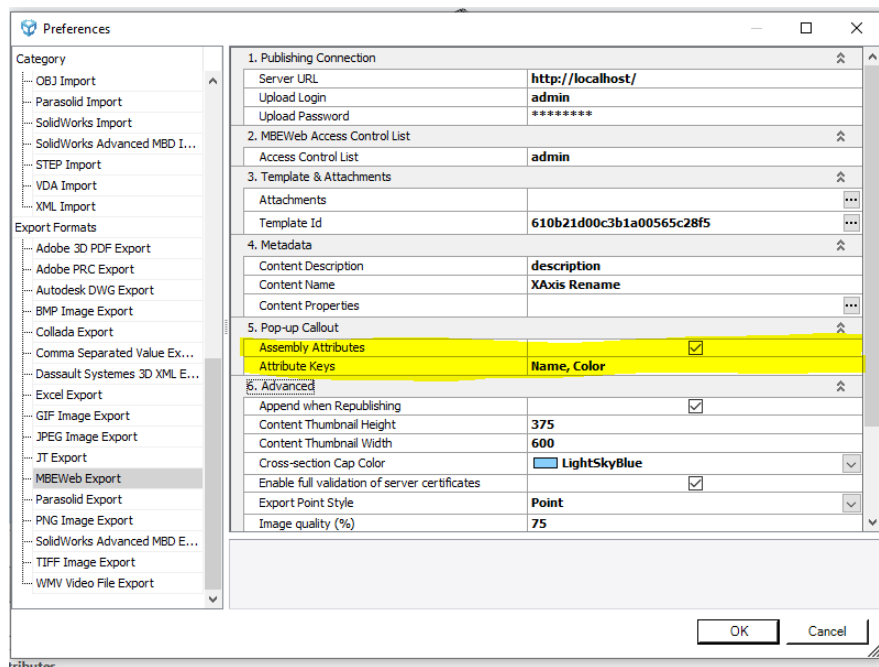 Preferences
Category
OBJ Import
Parasolid Import
SolidWorks Import
SolidWorks Advanced MBD I...
STEP Import
VDA Import
XML Import
Export Formats
Adobe 3D PDF Export
Adobe PRC Export
Autodesk DWG Export
BMP Image Export
Collada Export
Comma Separated Value Ex...
Dassault Systemes 3D XML E...
Excel Export
GIF Image Export
JPEG Image Export
JT Export
MBEWeb Export
Parasolid Export
PNG Image Export
SolidWorks Advanced MBD E...
TIFF Image Export
WMV Video File Export
1. Publishing Connection
Server URL http://localhost/
Upload Login admin
Upload Password ********
2. MBEWeb Access Control List
Access Control List admin
3. Template & Attachments
Attachments ...
Template Id 610b21d00c3b1a00565c28f5 ...
4. Metadata
Content Description description
Content Name XAxis Rename
Content Properties ...
5. Pop-up Callout
Assembly Attributes
Attribute Keys Name, Color
6. Advanced
Append when Republishing
Content Thumbnail Height 375
Content Thumbnail Width 600
Cross-section Cap Color LightSkyBlue
Enable full validation of server certificates
Export Point Style Point
Image quality (%) 75
OK Cancel